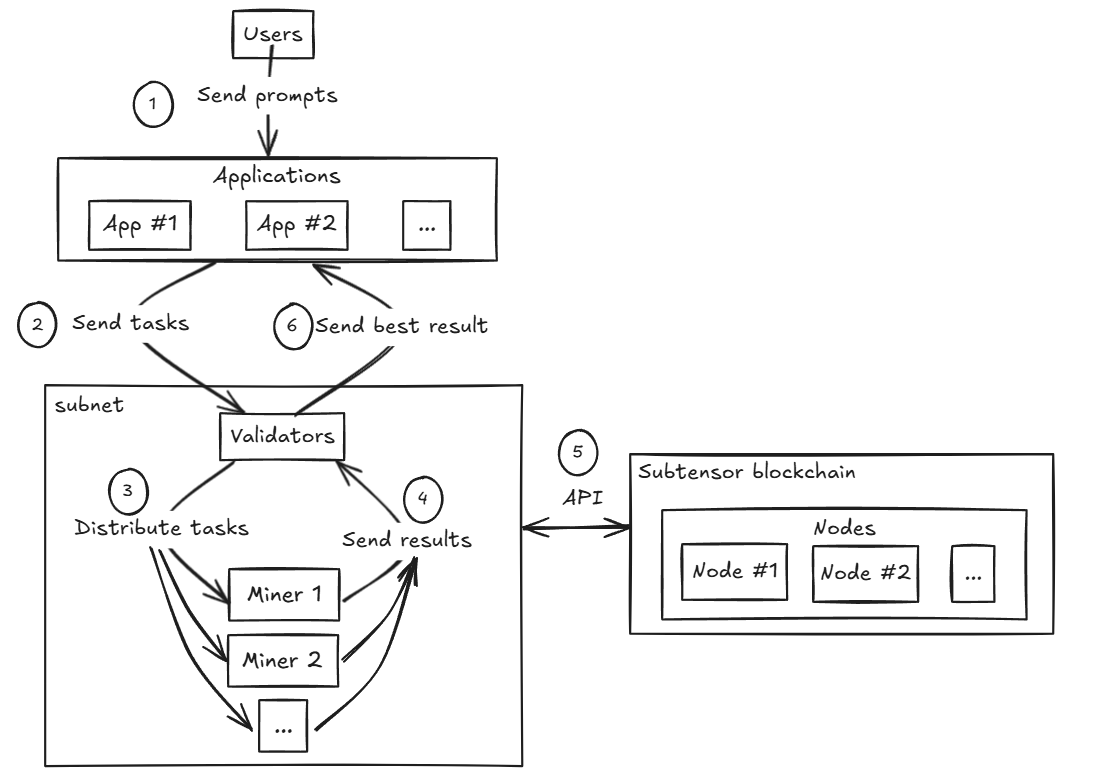 Users
1
Send prompts
Applications
App #1
App #2
...
2
Send tasks
6
Send best result
subnet
Validators
3
Distribute tasks
4
Send results
Miner 1
Miner 2
...
5
API
Subtensor blockchain
Nodes
Node #1
Node #2
...